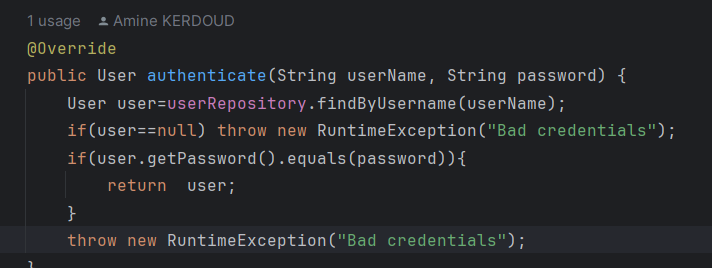 1 usage Amine KERDOUD
@Override
public User authenticate(String userName, String password) {
User user=userRepository.findByUsername(userName);
if(user==null) throw new RuntimeException("Bad credentials");
if(user.getPassword().equals(password)){
return  user;
}
throw new RuntimeException("Bad credentials");
}